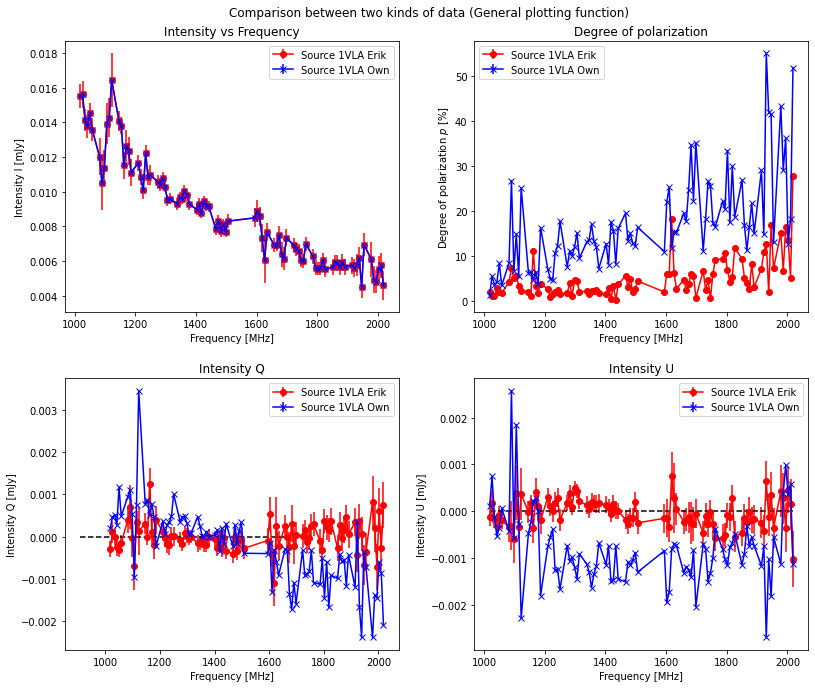 Comparison between two kinds of data (General plotting function)
Intensity vs Frequency
Intensity I [mJy]
0.018
0.016
0.014
0.012
0.010
0.008
0.006
0.004
1000 1200 1400 1600 1800 2000
Frequency [MHz]
Source 1VLA Erik
Source 1VLA Own
Degree of polarization
Degree of polarization p [%]
50
40
30
20
10
0
1000 1200 1400 1600 1800 2000
Frequency [MHz]
Source 1VLA Erik
Source 1VLA Own
Intensity Q
Intensity Q [mJy]
0.003
0.002
0.001
0.000
−0.001
−0.002
1000 1200 1400 1600 1800 2000
Frequency [MHz]
Source 1VLA Erik
Source 1VLA Own
Intensity U
Intensity U [mJy]
0.002
0.001
0.000
−0.001
−0.002
1000 1200 1400 1600 1800 2000
Frequency [MHz]
Source 1VLA Erik
Source 1VLA Own